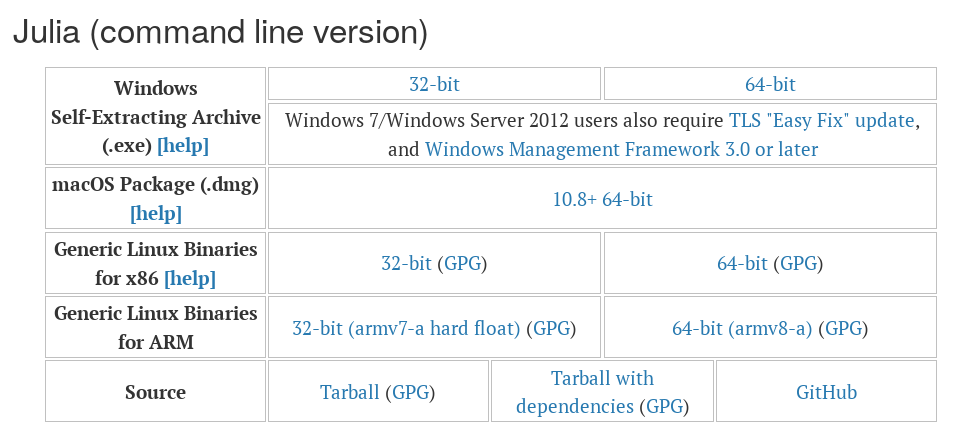 Julia (command line version)
Windows
Self-Extracting Archive
(.exe) [help]
32-bit
64-bit
Windows 7/Windows Server 2012 users also require TLS "Easy Fix" update,
and Windows Management Framework 3.0 or later
macOS Package (.dmg)
[help]
10.8+ 64-bit
Generic Linux Binaries
for x86 [help]
32-bit (GPG)
64-bit (GPG)
Generic Linux Binaries
for ARM
32-bit (armv7-a hard float) (GPG)
64-bit (armv8-a) (GPG)
Source
Tarball (GPG)
Tarball with
dependencies (GPG)
GitHub